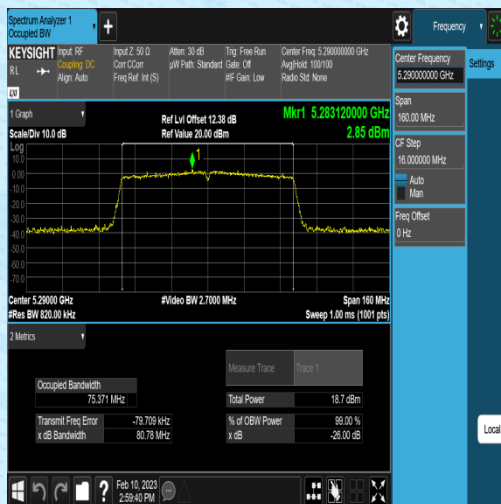 Spectrum Analyzer 1
Occupied BW
Frequency
KEYSIGHT Input: RF Input Z: 50 Ω Atten: 30 dB Trig: Free Run Center Freq: 5.290000000 GHz
RL Coupling: DC Corr CCorr µW Path: Standard Gate: Off Avg|Hold: 100/100
Align: Auto Freq Ref: Int (S) #IF Gain: Low Radio Std: None
LXI
Center Frequency
5.290000000 GHz
Settings
Span
160.00 MHz
CF Step
16.000000 MHz
Auto
Man
Freq Offset
0 Hz
Local
1 Graph
Scale/Div 10.0 dB
Ref Lvl Offset 12.38 dB
Ref Value 20.00 dBm
Mkr1 5.283120000 GHz
2.85 dBm
Log
10.0
0.00
-10.0
-20.0
-30.0
-40.0
-50.0
-60.0
-70.0
1
Center 5.29000 GHz #Video BW 2.7000 MHz Span 160 MHz
#Res BW 820.00 kHz Sweep 1.00 ms (1001 pts)
2 Metrics
Measure Trace Trace 1
Occupied Bandwidth
75.371 MHz
Total Power 18.7 dBm
Transmit Freq Error -79.709 kHz % of OBW Power 99.00 %
x dB Bandwidth 80.78 MHz x dB -26.00 dB
Feb 10, 2023
2:59:40 PM